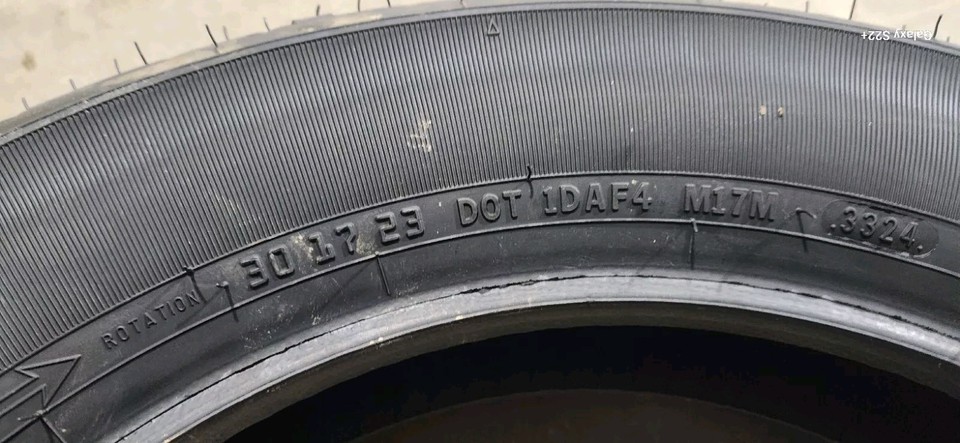 Galaxy S22+
ROTATION 30 17 23 DOT 1DAF4 M17M .3324.